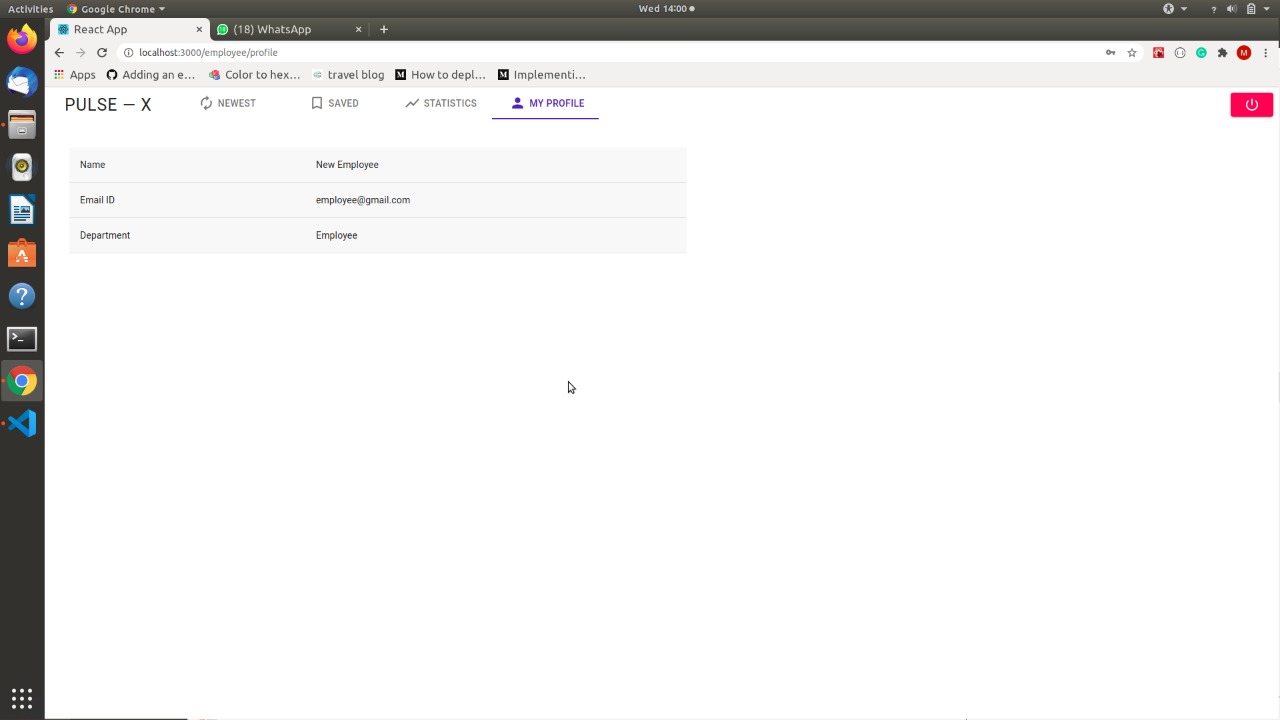 Activities Google Chrome Wed 14:00
React App (18) WhatsApp
localhost:3000/employee/profile M
Apps Adding an e... Color to hex... travel blog How to depl... Implementi...
PULSE – X NEWEST SAVED STATISTICS MY PROFILE
Name New Employee
Email ID employee@gmail.com
Department Employee